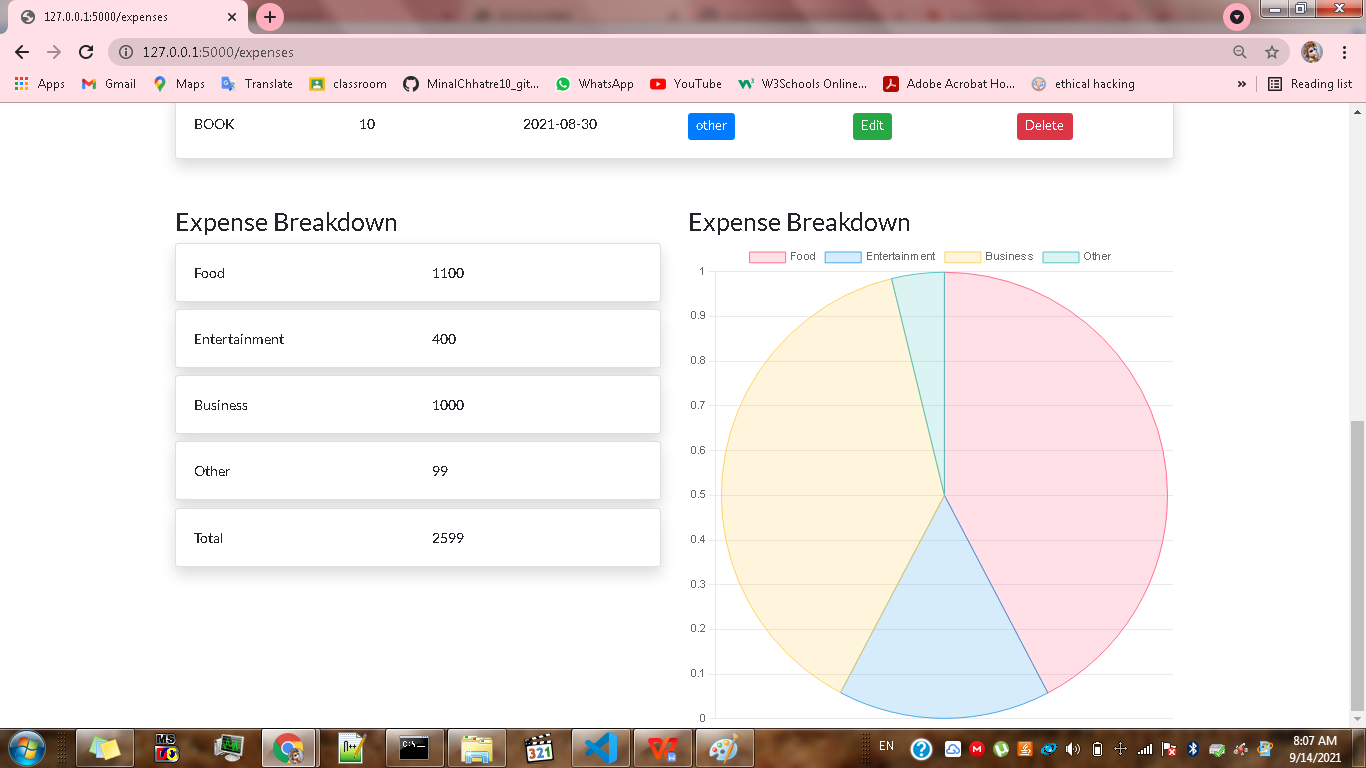 127.0.0.1:5000/expenses
127.0.0.1:5000/expenses
Apps Gmail Maps Translate classroom MinalChhatre10_git... WhatsApp YouTube W3Schools Online... Adobe Acrobat Ho... ethical hacking » Reading list
BOOK 10 2021-08-30 other Edit Delete
Expense Breakdown
Food 1100
Entertainment 400
Business 1000
Other 99
Total 2599
Expense Breakdown
Food Entertainment Business Other
1
0.9
0.8
0.7
0.6
0.5
0.4
0.3
0.2
0.1
0
EN
8:07 AM
9/14/2021